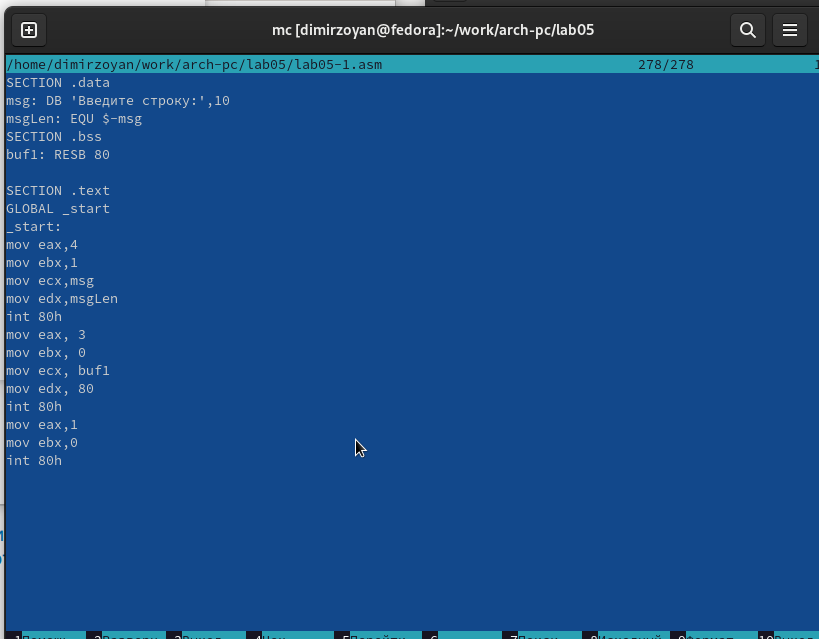 mc [dimirzoyan@fedora]:~/work/arch-pc/lab05
/home/dimirzoyan/work/arch-pc/lab05/lab05-1.asm 278/278
SECTION .data
msg: DB 'Введите строку:',10
msgLen: EQU $-msg
SECTION .bss
buf1: RESB 80
SECTION .text
GLOBAL _start
_start:
mov eax,4
mov ebx,1
mov ecx,msg
mov edx,msgLen
int 80h
mov eax, 3
mov ebx, 0
mov ecx, buf1
mov edx, 80
int 80h
mov eax,1
mov ebx,0
int 80h